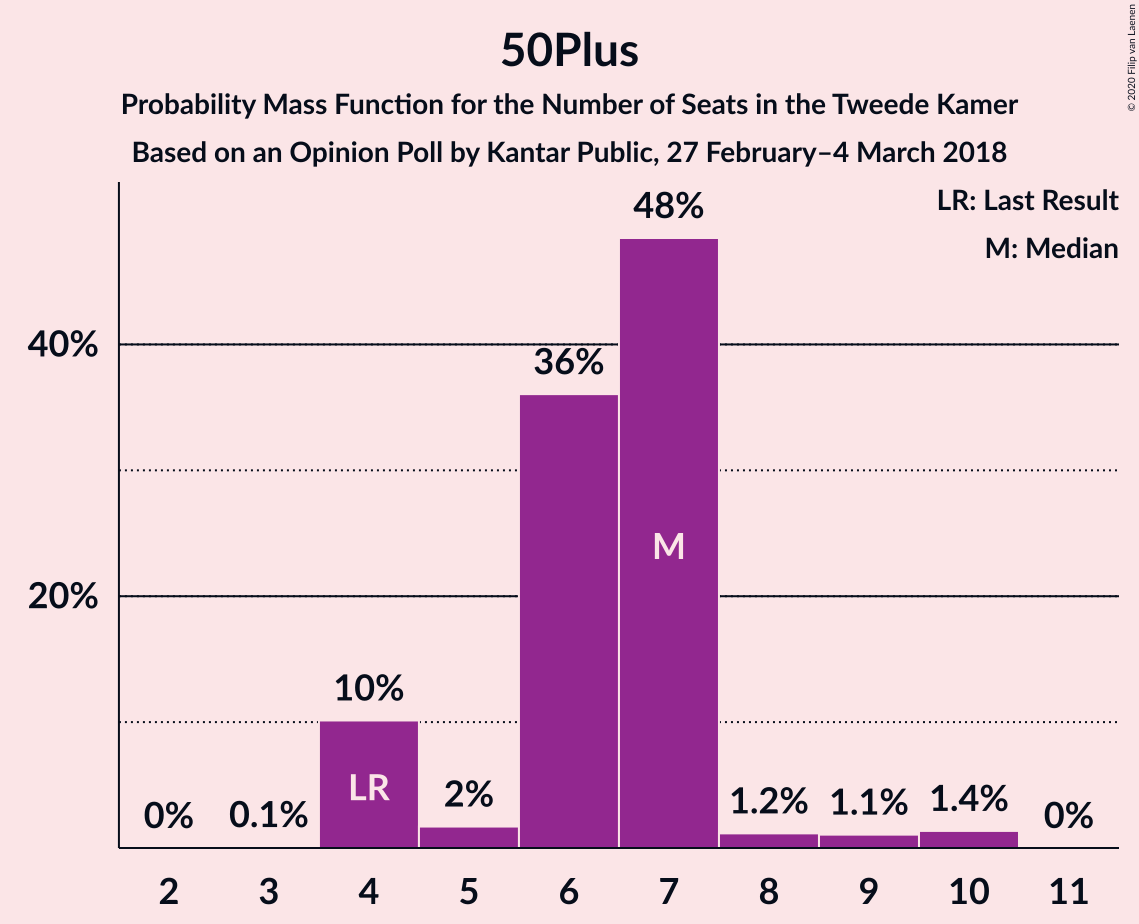 50Plus
Probability Mass Function for the Number of Seats in the Tweede Kamer
Based on an Opinion Poll by Kantar Public, 27 February–4 March 2018
© 2020 Filip van Laenen
LR: Last Result
M: Median
48%
40%
36%
M
20%
10%
LR
2%
0%
0.1%
1.2%
1.1%
1.4%
0%
2 3 4 5 6 7 8 9 10 11